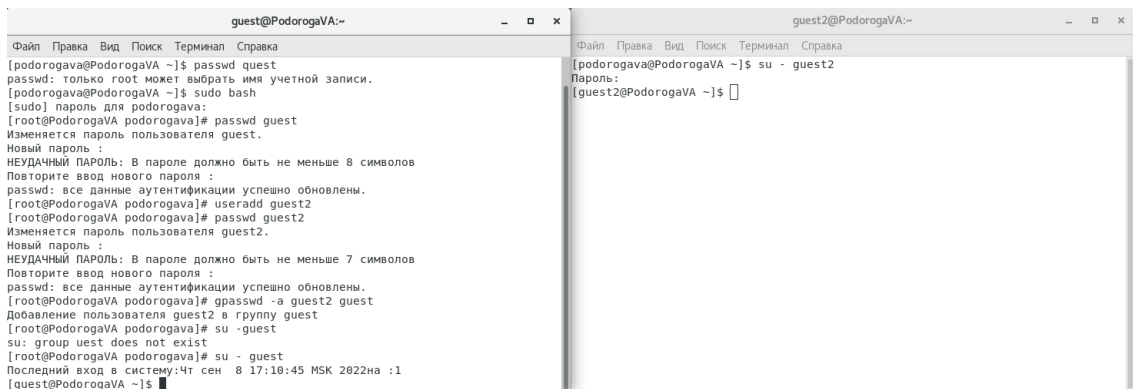 guest@PodorogaVA:~
Файл Правка Вид Поиск Терминал Справка
[podorogava@PodorogaVA ~]$ passwd quest
passwd: только root может выбрать имя учетной записи.
[podorogava@PodorogaVA ~]$ sudo bash
[sudo] пароль для podorogava:
[root@PodorogaVA podorogava]# passwd guest
Изменяется пароль пользователя guest.
Новый пароль :
НЕУДАЧНЫЙ ПАРОЛЬ: В пароле должно быть не меньше 8 символов
Повторите ввод нового пароля :
passwd: все данные аутентификации успешно обновлены.
[root@PodorogaVA podorogava]# useradd guest2
[root@PodorogaVA podorogava]# passwd guest2
Изменяется пароль пользователя guest2.
Новый пароль :
НЕУДАЧНЫЙ ПАРОЛЬ: В пароле должно быть не меньше 7 символов
Повторите ввод нового пароля :
passwd: все данные аутентификации успешно обновлены.
[root@PodorogaVA podorogava]# gpasswd -a guest2 guest
Добавление пользователя guest2 в группу guest
[root@PodorogaVA podorogava]# su -guest
su: group uest does not exist
[root@PodorogaVA podorogava]# su - guest
Последний вход в систему:Чт сен  8 17:10:45 MSK 2022на :1
[guest@PodorogaVA ~]$
guest2@PodorogaVA:~
Файл Правка Вид Поиск Терминал Справка
[podorogava@PodorogaVA ~]$ su - guest2
Пароль:
[guest2@PodorogaVA ~]$